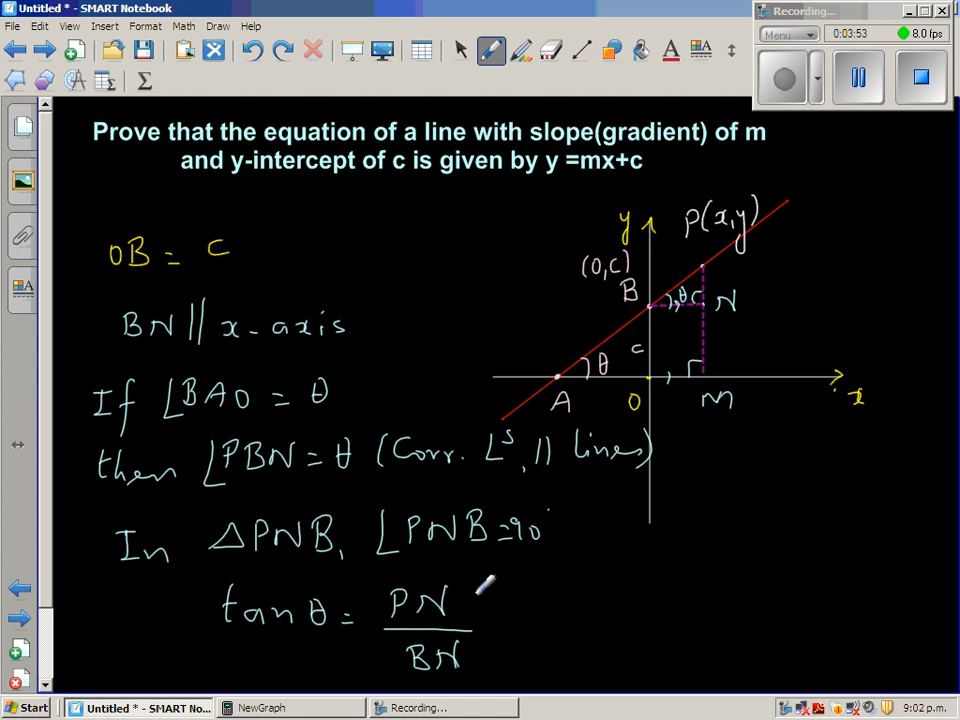 Untitled * - SMART Notebook
Recording...
File Edit View Insert Format Math Draw Window Help
Menu 0:03:53 8.0 fps
Prove that the equation of a line with slope(gradient) of m
and y-intercept of c is given by y =mx+c
y P(x,y)
OB = c
(0,c)
B θ N
BN // x-axis
c
A θ O M x
If ∠BAO = θ
then ∠PBN = θ (Corr. ∠s, // lines)
In △PNB, ∠PNB=90°
tan θ = PN
BN
Start Untitled * - SMART No... NewGraph Recording... 9:02 p.m.